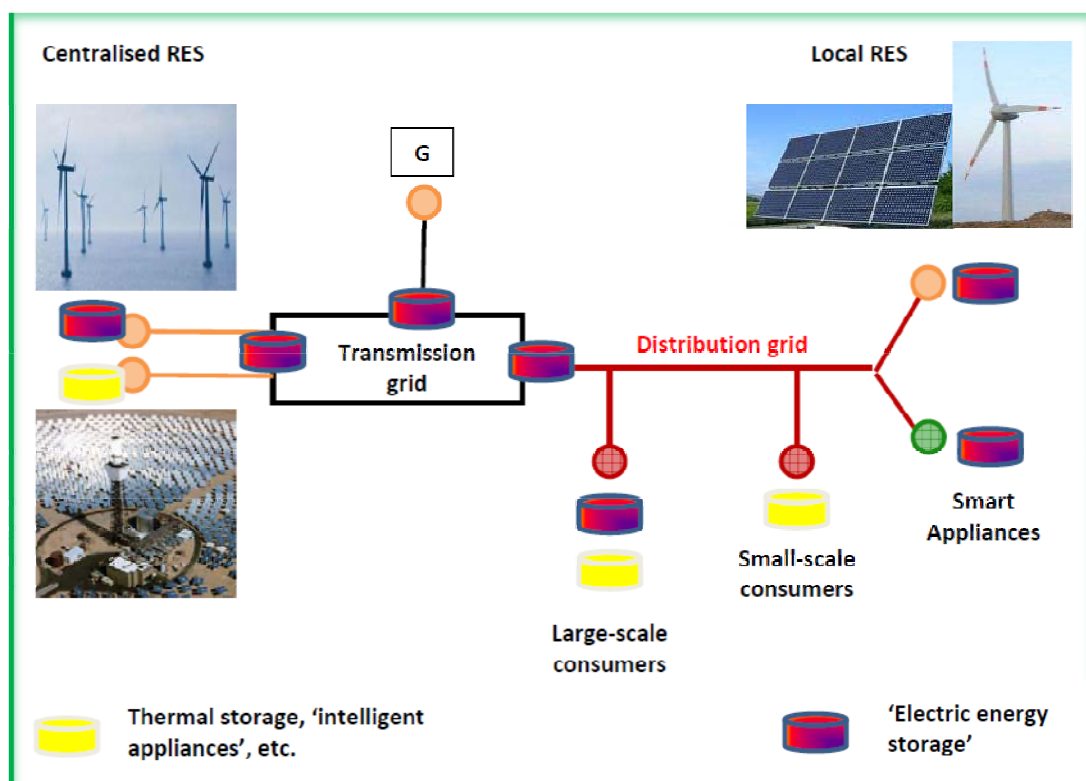 Centralised RES
Local RES
G
Transmission
grid
Distribution grid
Smart
Appliances
Small-scale
consumers
Large-scale
consumers
Thermal storage, ‘intelligent
appliances’, etc.
‘Electric energy
storage’